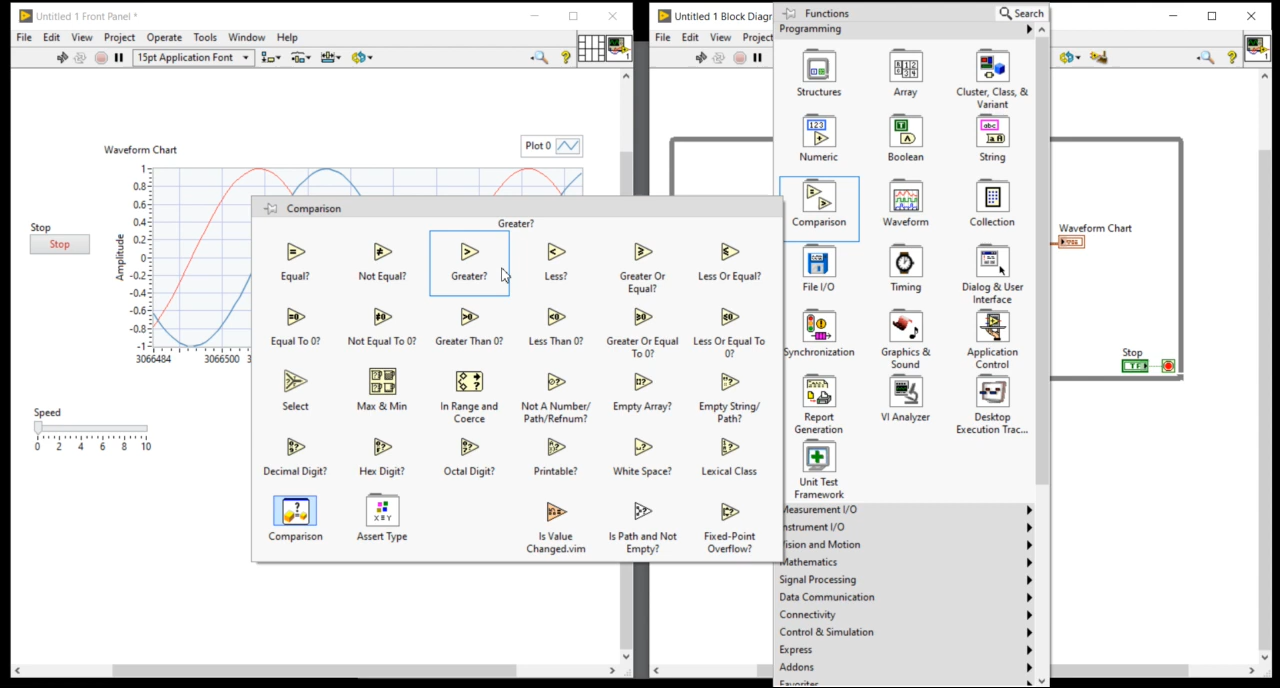 Untitled 1 Front Panel *
File Edit View Project Operate Tools Window Help
15pt Application Font
Waveform Chart
Plot 0
1
0.8
0.6
0.4
0.2
0
-0.2
-0.4
-0.6
-0.8
-1
Amplitude
3066484
3066500
Stop
Stop
Speed
0 2 4 6 8 10
Comparison
Greater?
Equal?
Not Equal?
Greater?
Less?
Greater Or
Equal?
Less Or Equal?
Equal To 0?
Not Equal To 0?
Greater Than 0?
Less Than 0?
Greater Or Equal
To 0?
Less Or Equal To
0?
Select
Max & Min
In Range and
Coerce
Not A Number/
Path/Refnum?
Empty Array?
Empty String/
Path?
Decimal Digit?
Hex Digit?
Octal Digit?
Printable?
White Space?
Lexical Class
Comparison
Assert Type
Is Value
Changed.vim
Is Path and Not
Empty?
Fixed-Point
Overflow?
Untitled 1 Block Diagr
File Edit View Project
Functions
Search
Programming
Structures
Array
Cluster, Class, &
Variant
Numeric
Boolean
String
Comparison
Waveform
Collection
File I/O
Timing
Dialog & User
Interface
Synchronization
Graphics &
Sound
Application
Control
Report
Generation
VI Analyzer
Desktop
Execution Trac...
Unit Test
Framework
Measurement I/O
nstrument I/O
ision and Motion
Mathematics
Signal Processing
Data Communication
Connectivity
Control & Simulation
Express
Addons
Favorites
Waveform Chart
Stop
TF